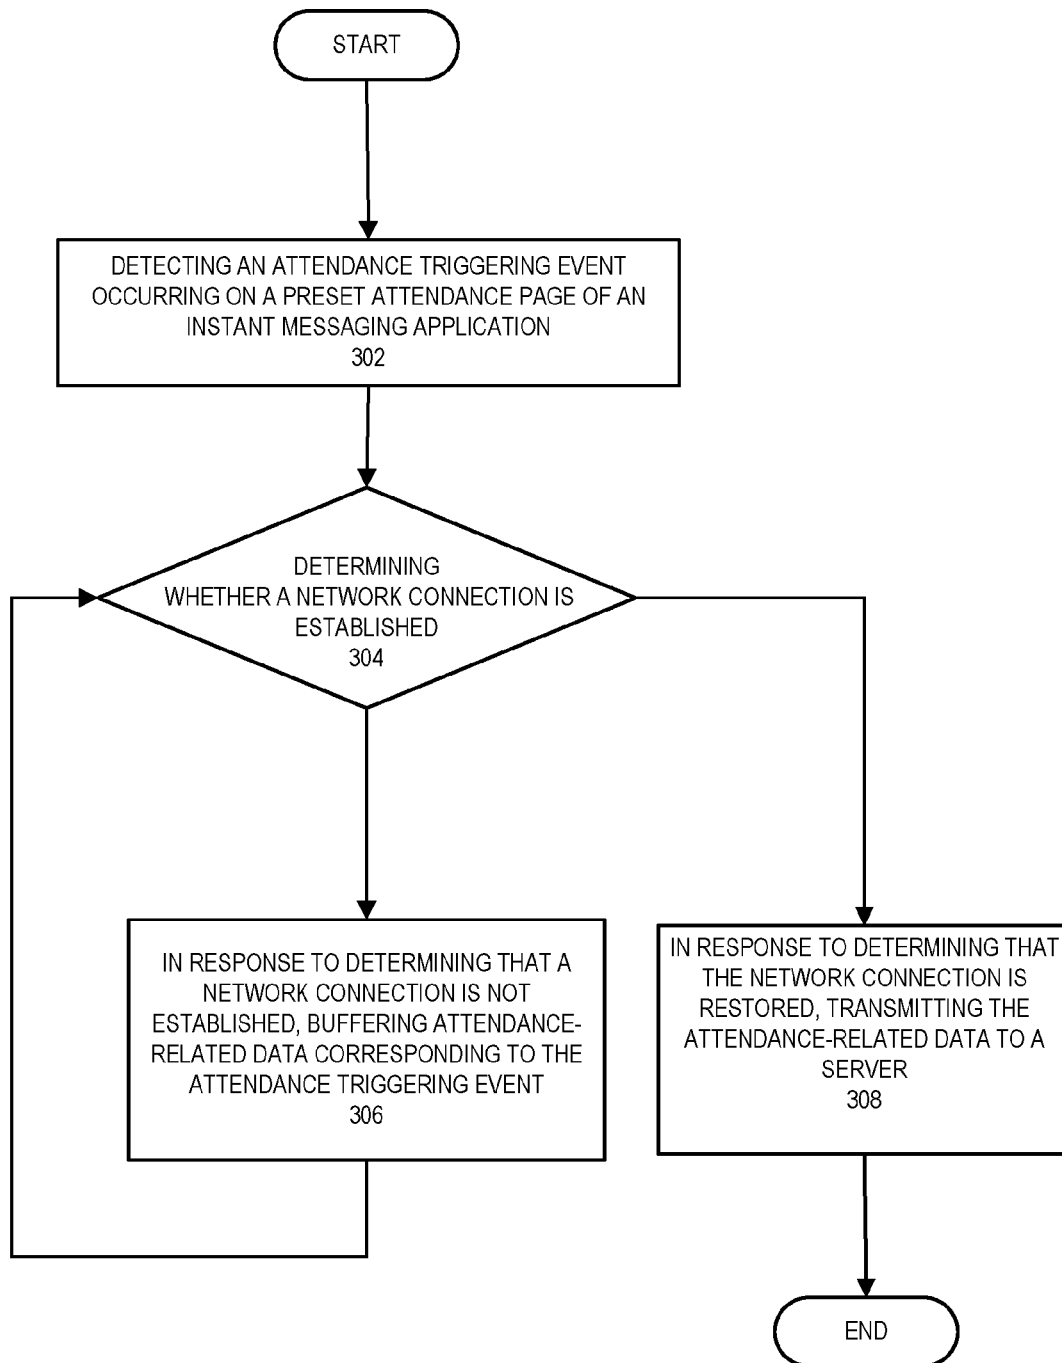 START
DETECTING AN ATTENDANCE TRIGGERING EVENT
OCCURRING ON A PRESET ATTENDANCE PAGE OF AN
INSTANT MESSAGING APPLICATION
302
DETERMINING
WHETHER A NETWORK CONNECTION IS
ESTABLISHED
304
IN RESPONSE TO DETERMINING THAT A
NETWORK CONNECTION IS NOT
ESTABLISHED, BUFFERING ATTENDANCE-
RELATED DATA CORRESPONDING TO THE
ATTENDANCE TRIGGERING EVENT
306
IN RESPONSE TO DETERMINING THAT
THE NETWORK CONNECTION IS
RESTORED, TRANSMITTING THE
ATTENDANCE-RELATED DATA TO A
SERVER
308
END